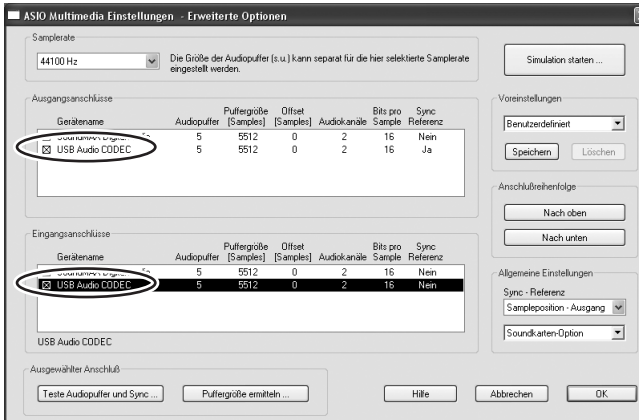 ASIO Multimedia Einstellungen - Erweiterte Optionen
Samplerate
44100 Hz
Die Größe der Audiopuffer (s.u.) kann separat für die hier selektierte Samplerate
eingestellt werden.
Simulation starten ...
Ausgangsanschlüsse
Gerätename Audiopuffer Puffergröße [Samples] Offset [Samples] Audiokanäle Bits pro Sample Sync Referenz
SoundMAX 5 5512 0 2 16 Nein
USB Audio CODEC 5 5512 0 2 16 Ja
Voreinstellungen
Benutzerdefiniert
Speichern Löschen
Anschlußreihenfolge
Nach oben
Nach unten
Eingangsanschlüsse
Gerätename Audiopuffer Puffergröße [Samples] Offset [Samples] Audiokanäle Bits pro Sample Sync Referenz
5 5512 0 2 16 Nein
USB Audio CODEC 5 5512 0 2 16 Nein
USB Audio CODEC
Allgemeine Einstellungen
Sync - Referenz
Sampleposition - Ausgang
Soundkarten-Option
Ausgewählter Anschluß
Teste Audiopuffer und Sync ... Puffergröße ermitteln ... Hilfe Abbrechen OK